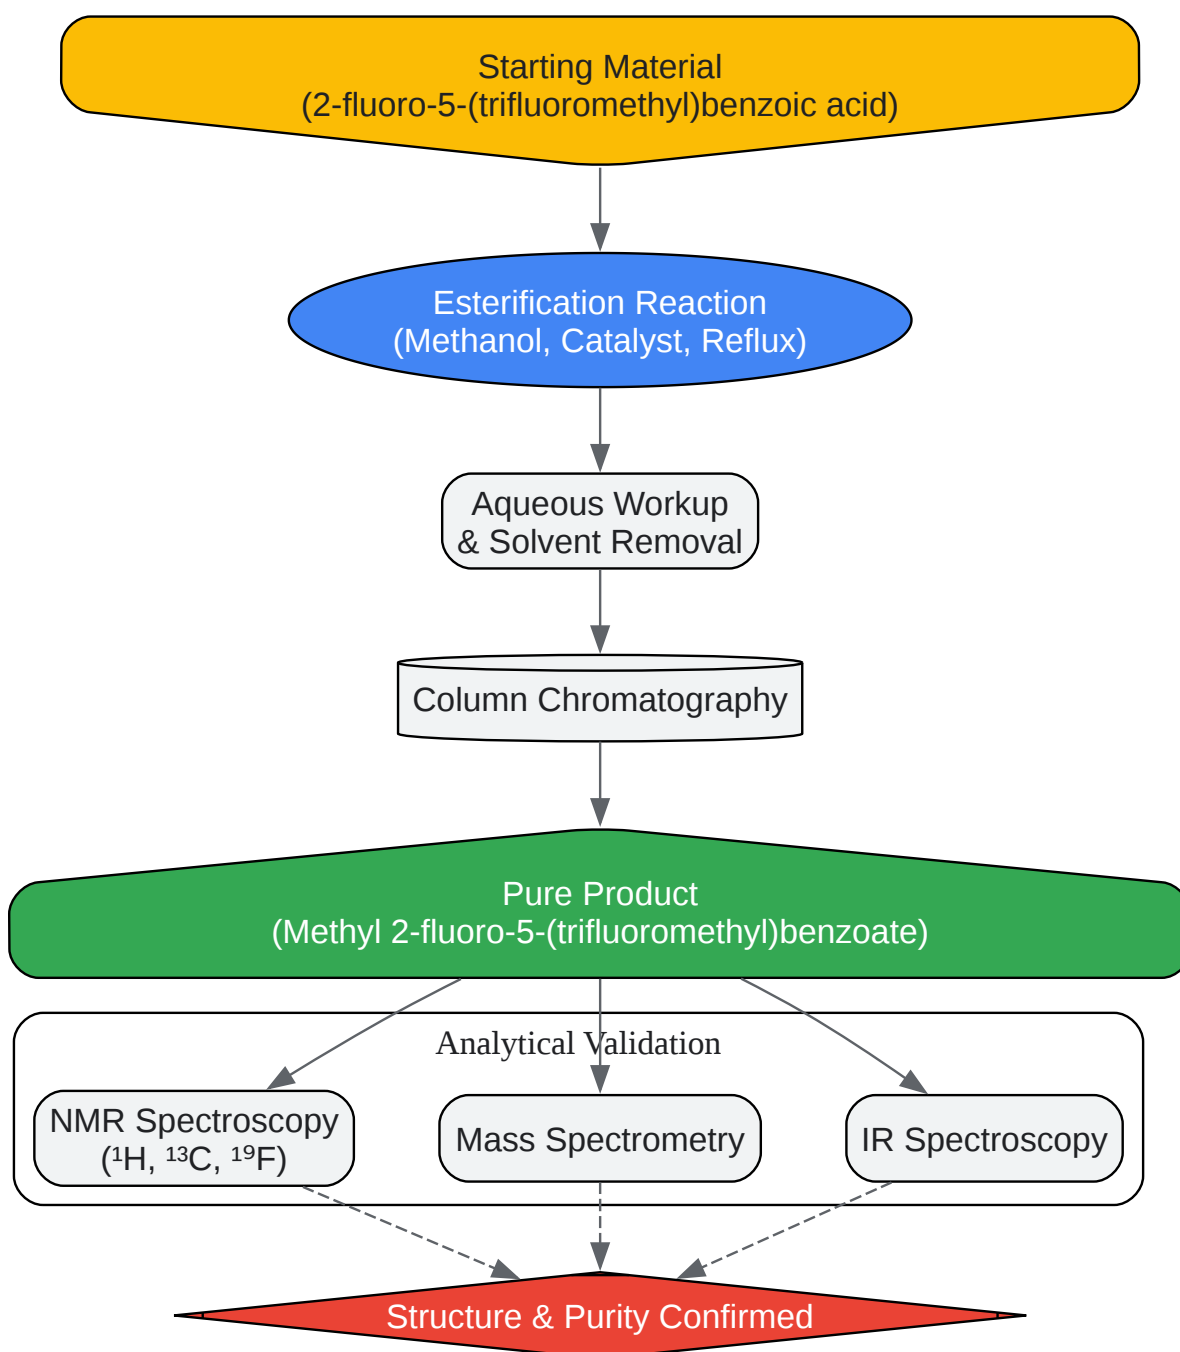 Starting Material
(2-fluoro-5-(trifluoromethyl)benzoic acid)
Esterification Reaction
(Methanol, Catalyst, Reflux)
Aqueous Workup
& Solvent Removal
Column Chromatography
Pure Product
(Methyl 2-fluoro-5-(trifluoromethyl)benzoate)
Analytical Validation
NMR Spectroscopy
(¹H, ¹³C, ¹⁹F)
Mass Spectrometry
IR Spectroscopy
Structure & Purity Confirmed